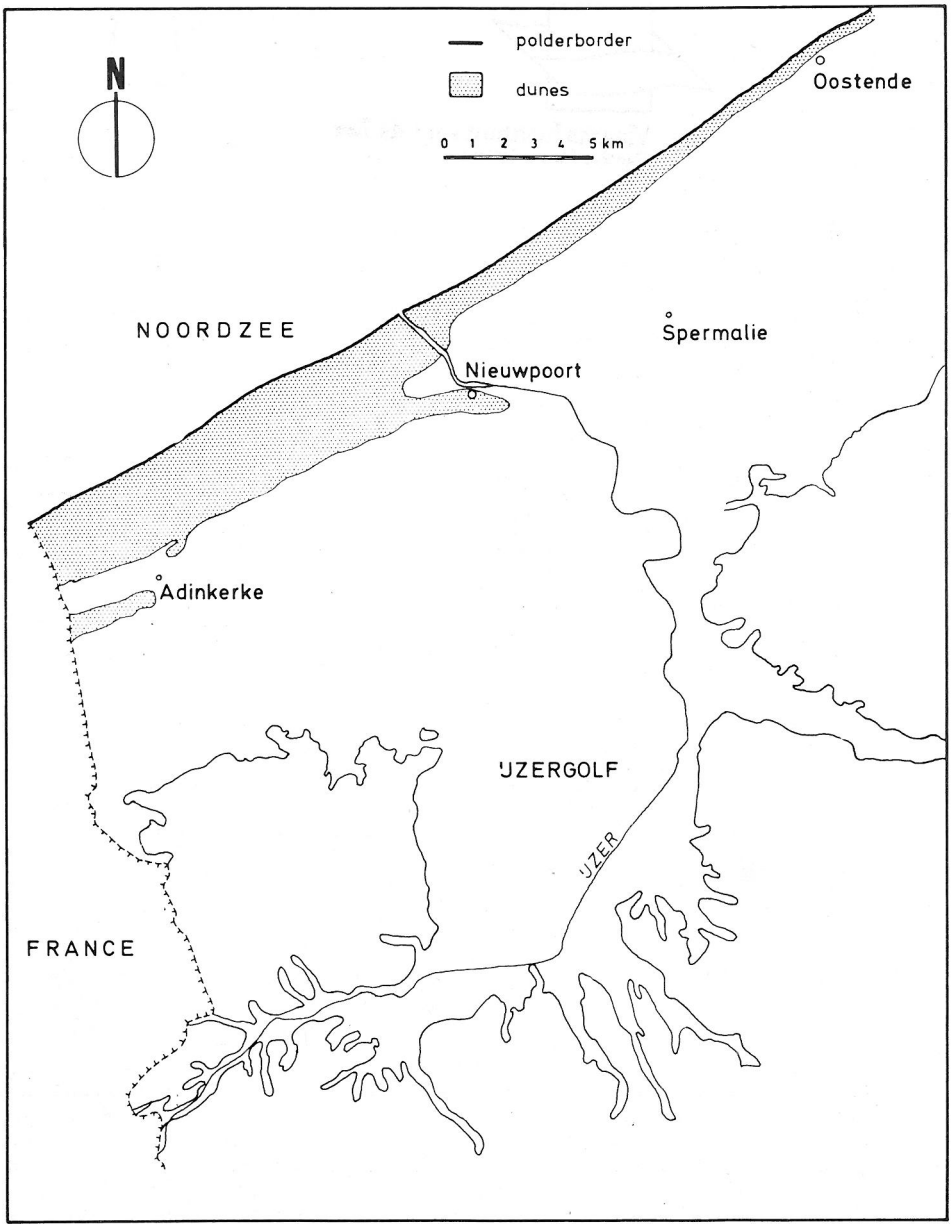 N
polderborder
dunes
0 1 2 3 4 5 km
Oostende
NOORDZEE
Spermalie
Nieuwpoort
Adinkerke
IJZERGOLF
IJZER
FRANCE